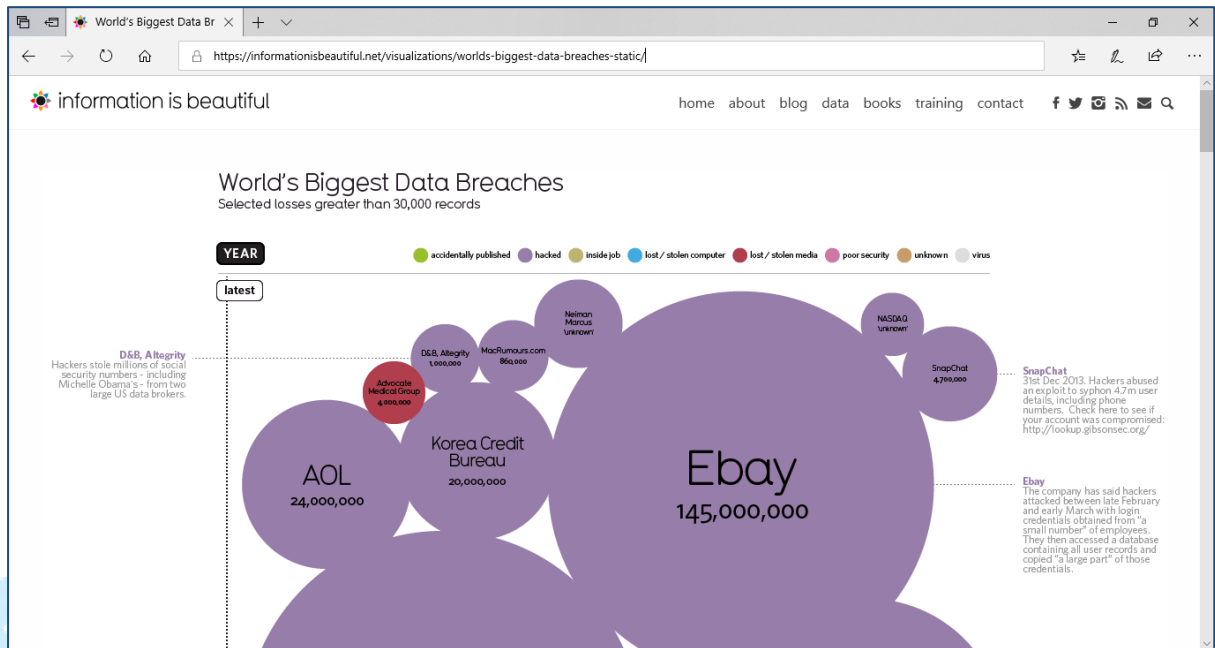 World's Biggest Data Br
https://informationisbeautiful.net/visualizations/worlds-biggest-data-breaches-static/
information is beautiful
home about blog data books training contact
World's Biggest Data Breaches
Selected losses greater than 30,000 records
YEAR
accidentally published hacked inside job lost / stolen computer lost / stolen media poor security unknown virus
latest
Neiman
Marcus
'unknown'
NASDAQ
'unknown'
D&B, Altegrity
1,000,000
MacRumours.com
860,000
SnapChat
4,700,000
Advocate
Medical Group
4,000,000
D&B, Altegrity
Hackers stole millions of social
security numbers - including
Michelle Obama's - from two
large US data brokers.
SnapChat
31st Dec 2013. Hackers abused
an exploit to syphon 4.7m user
details, including phone
numbers.  Check here to see if
your account was compromised:
http://lookup.gibsonsec.org/
AOL
24,000,000
Korea Credit
Bureau
20,000,000
Ebay
145,000,000
Ebay
The company has said hackers
attacked between late February
and early March with login
credentials obtained from "a
small number" of employees.
They then accessed a database
containing all user records and
copied "a large part" of those
credentials.